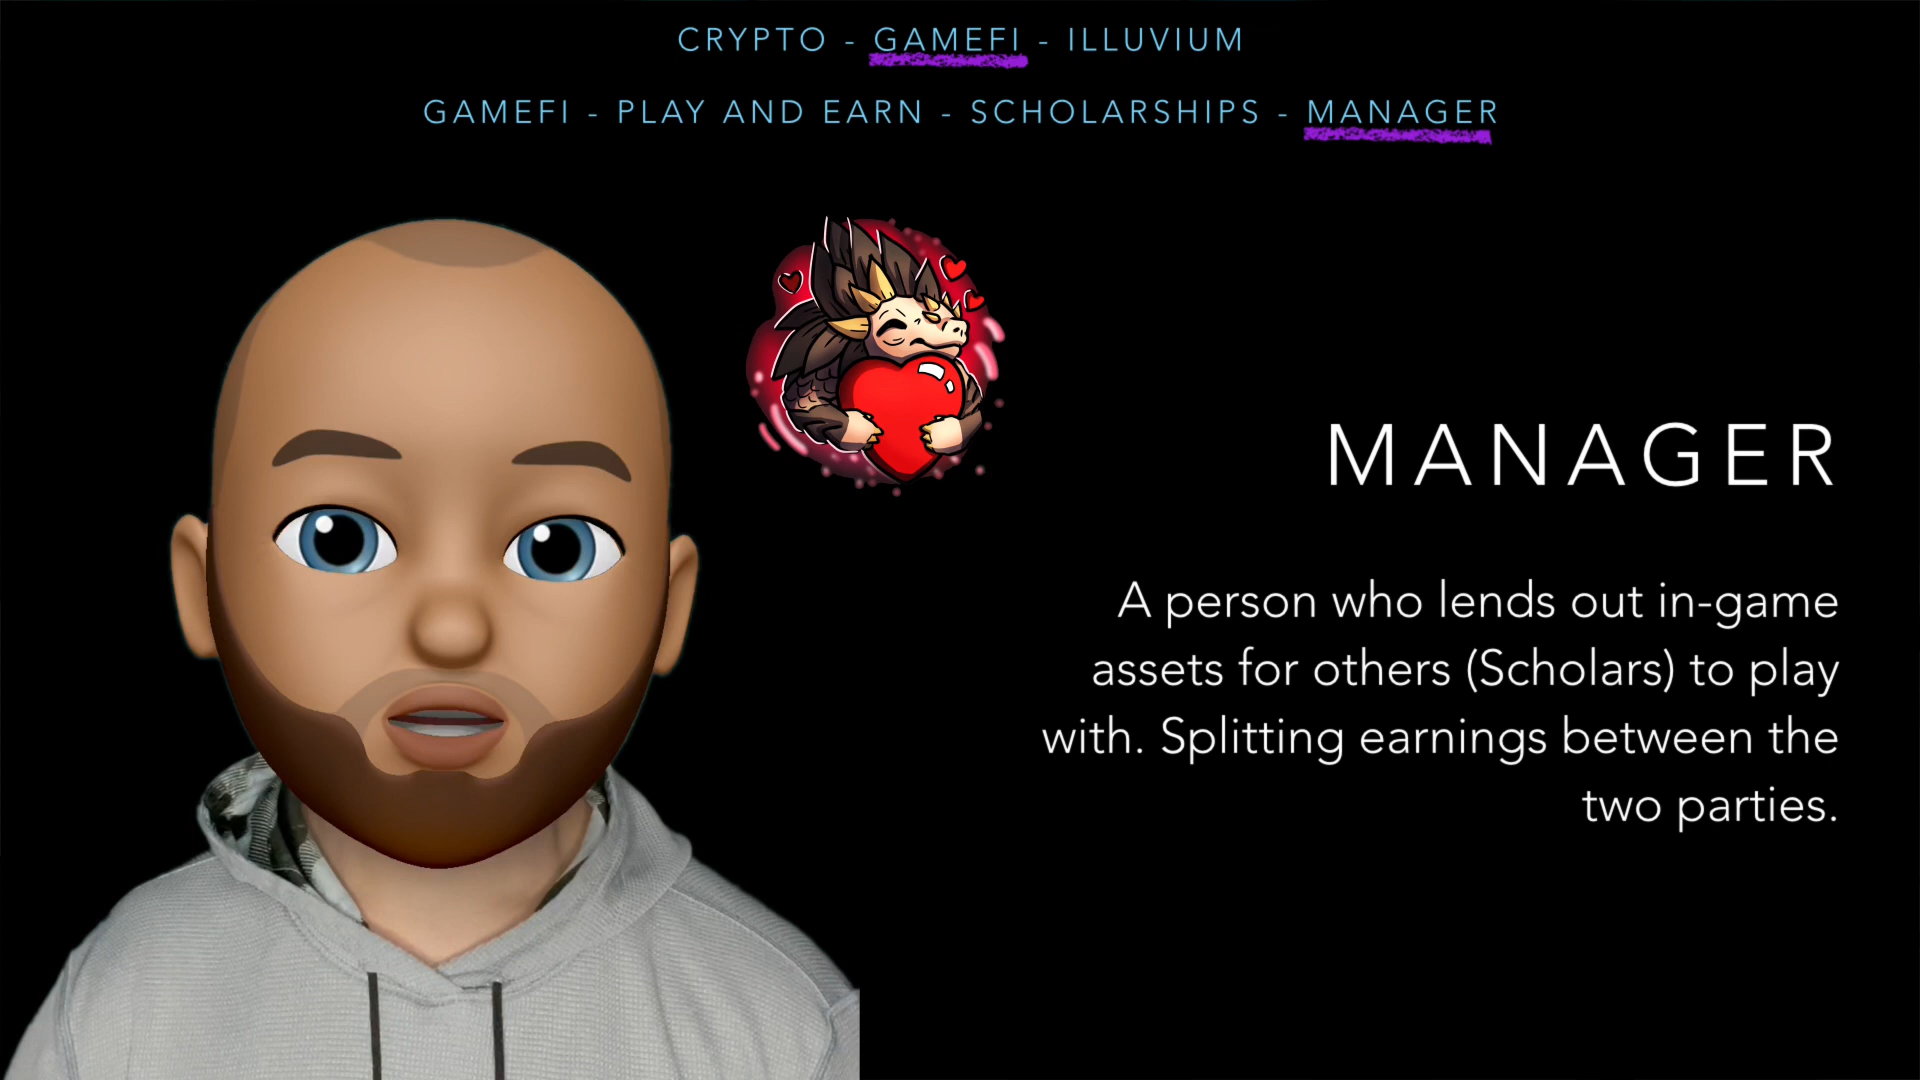 CRYPTO - GAMEFI - ILLUVIUM
GAMEFI - PLAY AND EARN - SCHOLARSHIPS - MANAGER
MANAGER
A person who lends out in-game
assets for others (Scholars) to play
with. Splitting earnings between the
two parties.